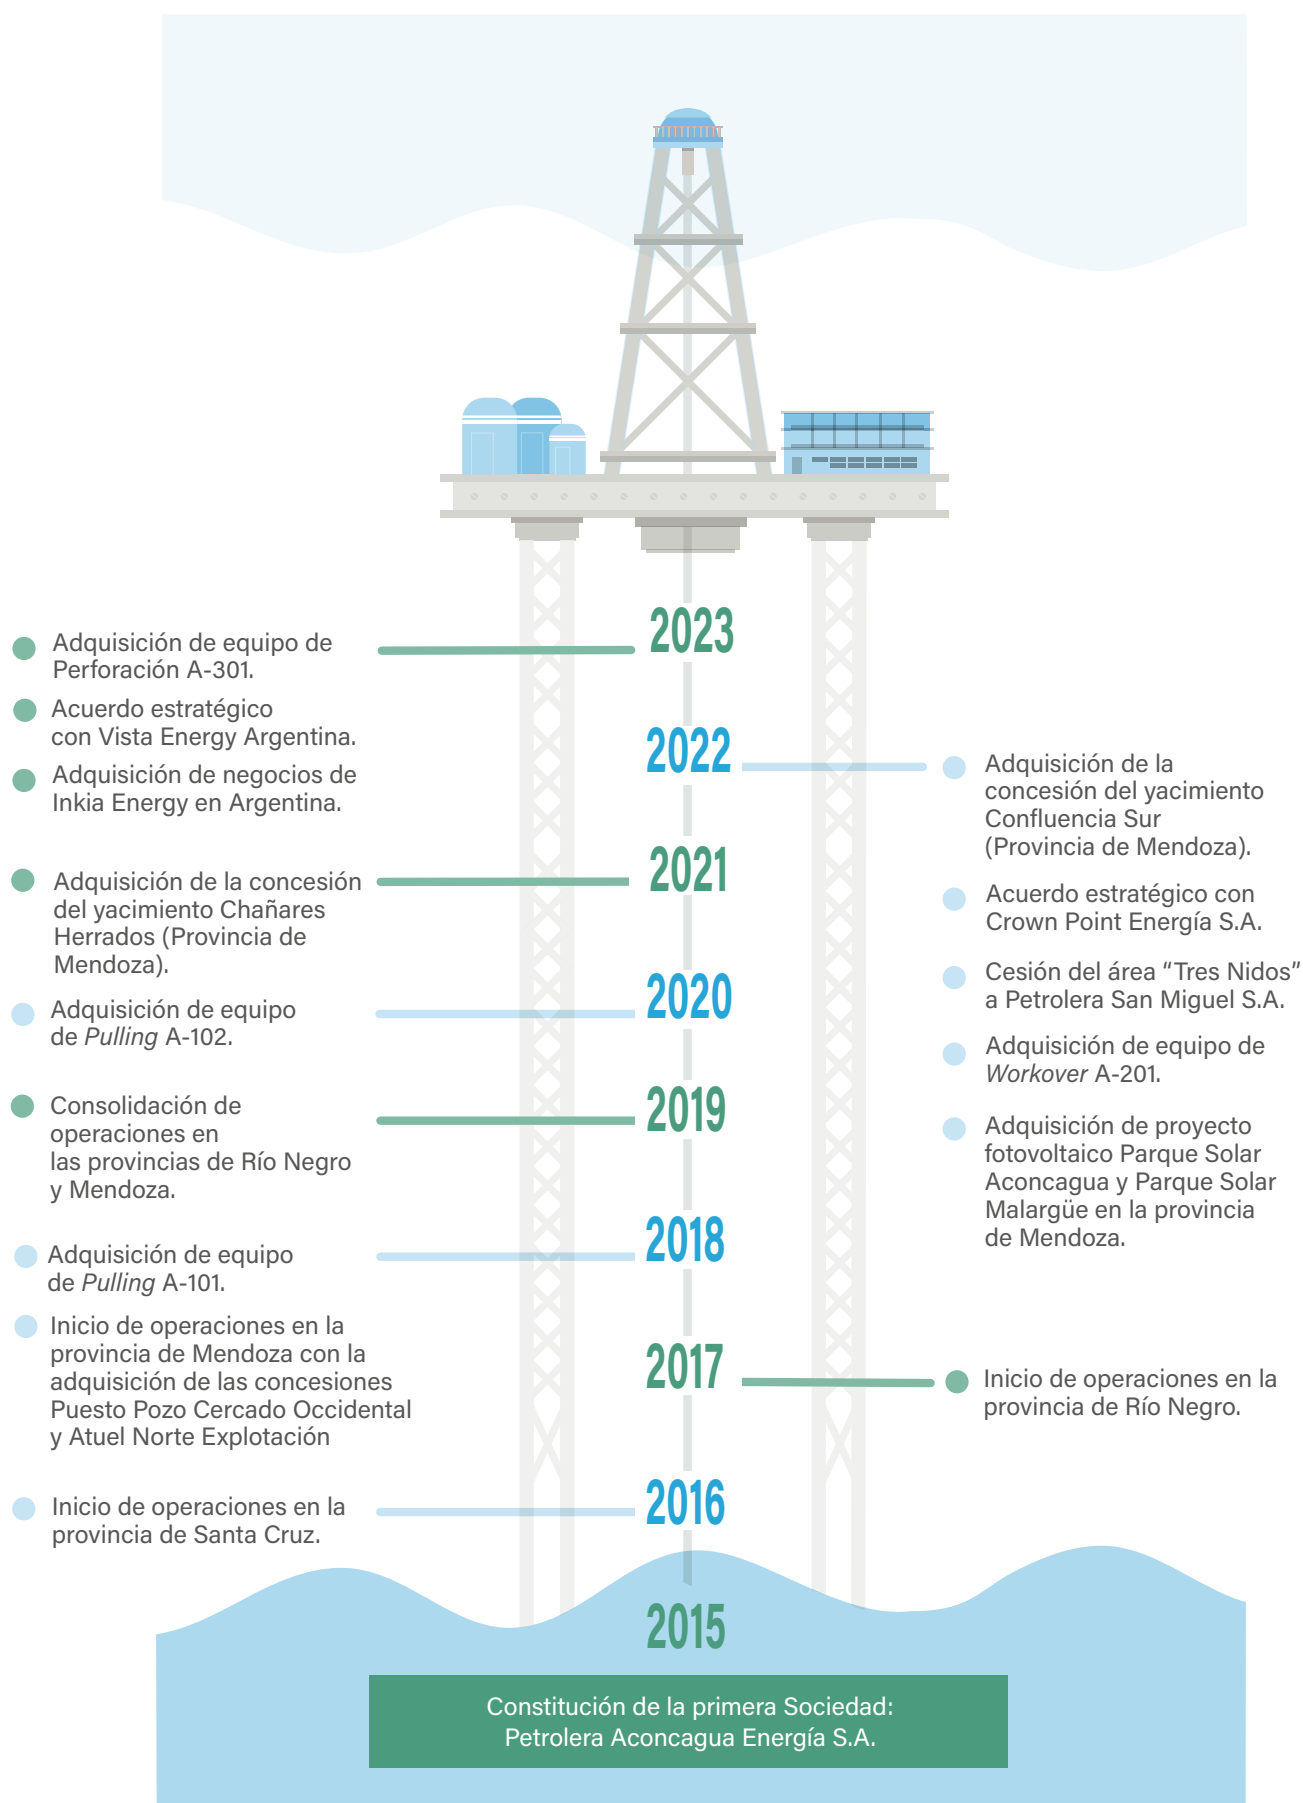 2023
Adquisición de equipo de
Perforación A-301.
Acuerdo estratégico
con Vista Energy Argentina.
Adquisición de negocios de
Inkia Energy en Argentina.
2022
Adquisición de la
concesión del yacimiento
Confluencia Sur
(Provincia de Mendoza).
Acuerdo estratégico con
Crown Point Energía S.A.
Cesión del área “Tres Nidos”
a Petrolera San Miguel S.A.
Adquisición de equipo de
Workover A-201.
Adquisición de proyecto
fotovoltaico Parque Solar
Aconcagua y Parque Solar
Malargüe en la provincia
de Mendoza.
2021
Adquisición de la concesión
del yacimiento Chañares
Herrados (Provincia de
Mendoza).
2020
Adquisición de equipo
de Pulling A-102.
2019
Consolidación de
operaciones en
las provincias de Río Negro
y Mendoza.
2018
Adquisición de equipo
de Pulling A-101.
Inicio de operaciones en la
provincia de Mendoza con la
adquisición de las concesiones
Puesto Pozo Cercado Occidental
y Atuel Norte Explotación
2017
Inicio de operaciones en la
provincia de Río Negro.
2016
Inicio de operaciones en la
provincia de Santa Cruz.
2015
Constitución de la primera Sociedad:
Petrolera Aconcagua Energía S.A.